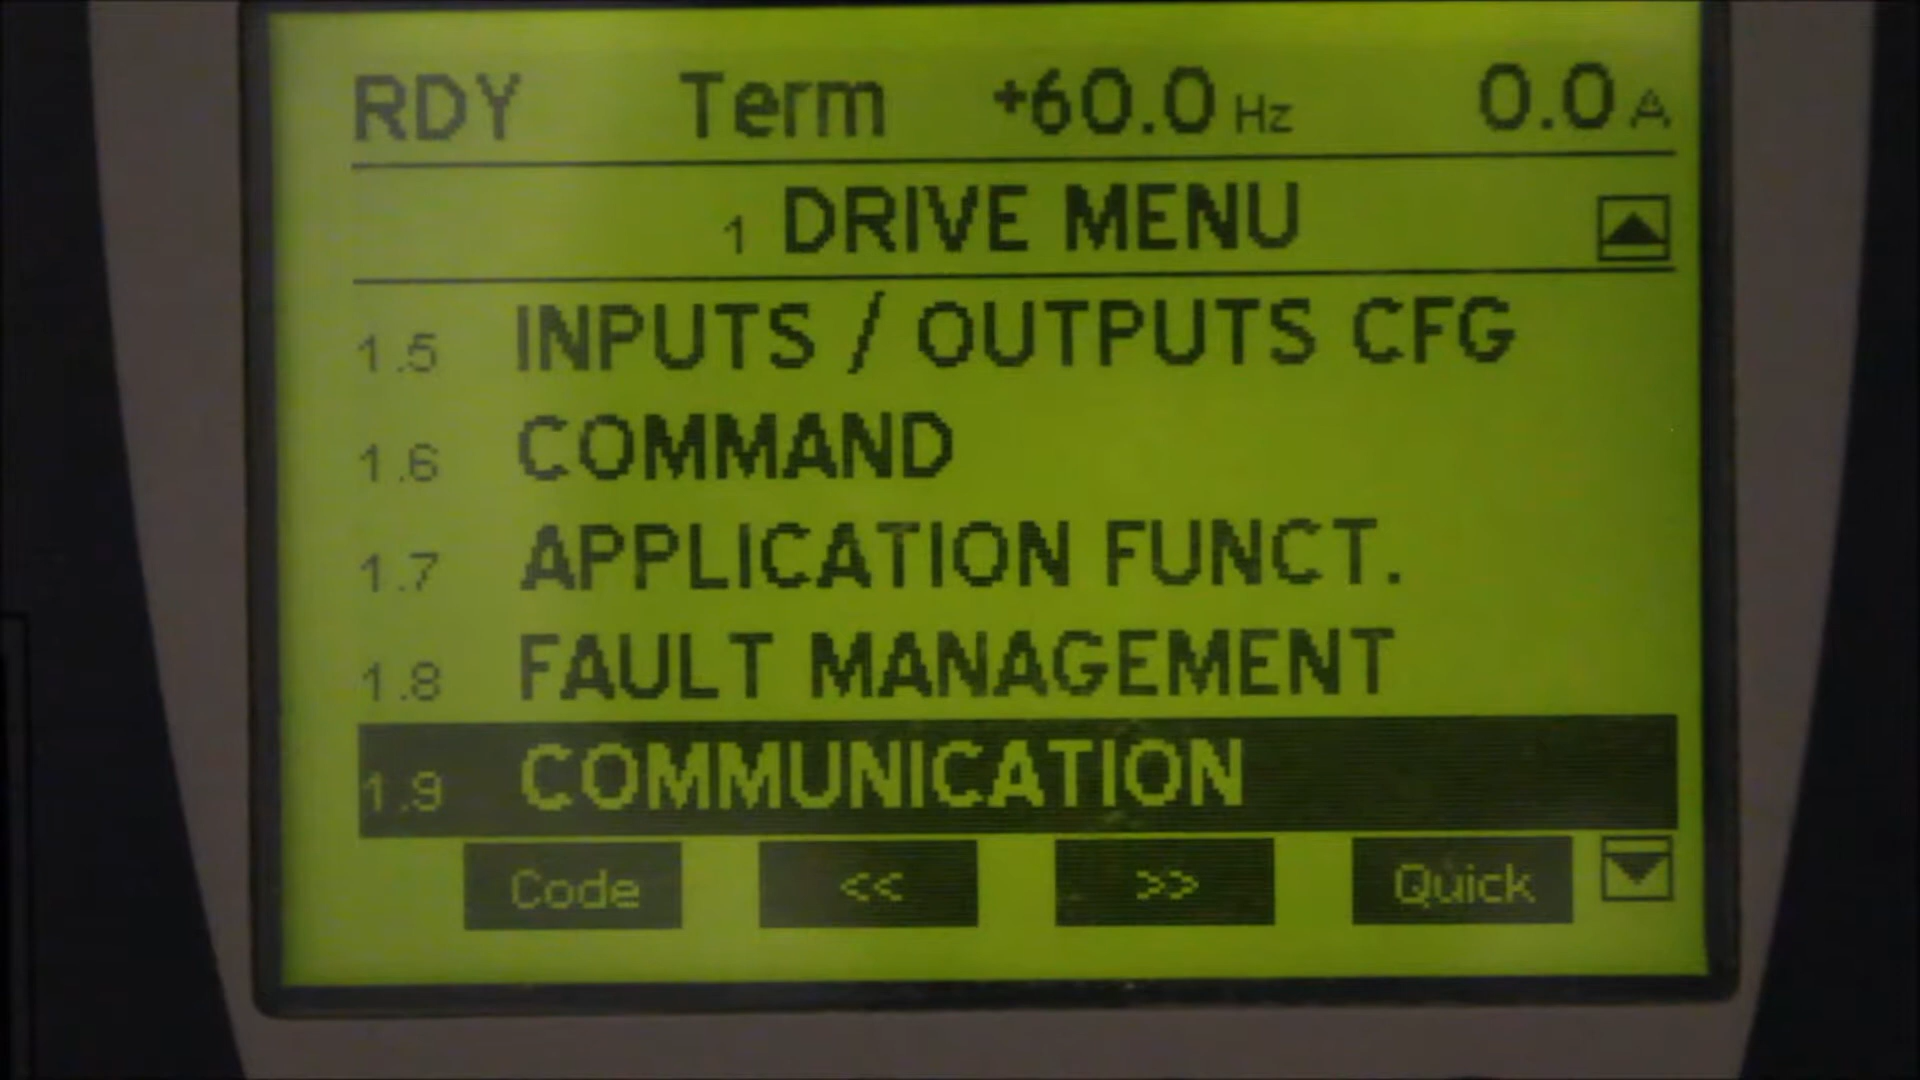 RDY Term +60.0 Hz 0.0 A
1 DRIVE MENU
1.5 INPUTS / OUTPUTS CFG
1.6 COMMAND
1.7 APPLICATION FUNCT.
1.8 FAULT MANAGEMENT
1.9 COMMUNICATION
Code << >> Quick